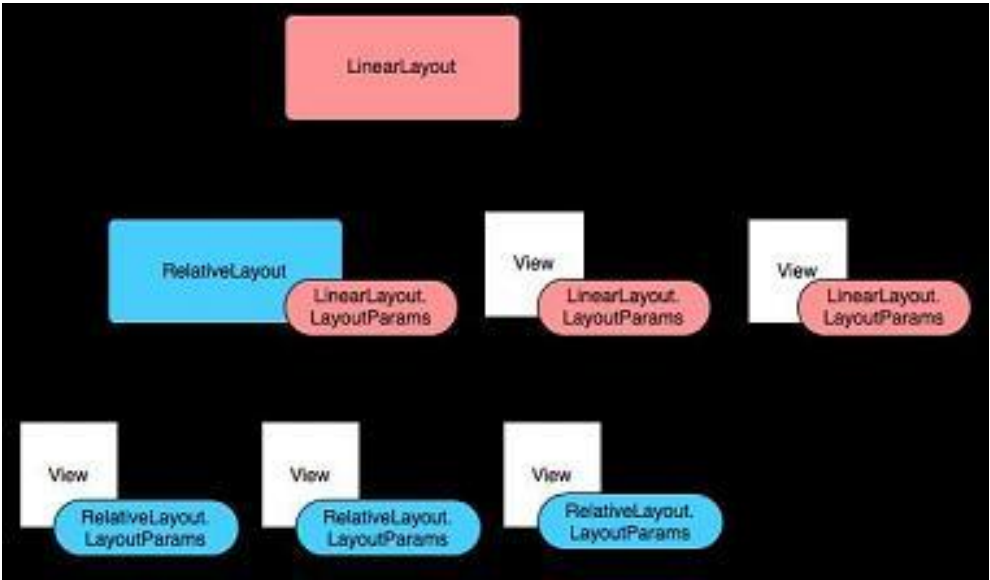 LinearLayout
RelativeLayout
LinearLayout.
LayoutParams
View
LinearLayout.
LayoutParams
View
LinearLayout.
LayoutParams
View
RelativeLayout.
LayoutParams
View
RelativeLayout.
LayoutParams
View
RelativeLayout.
LayoutParams